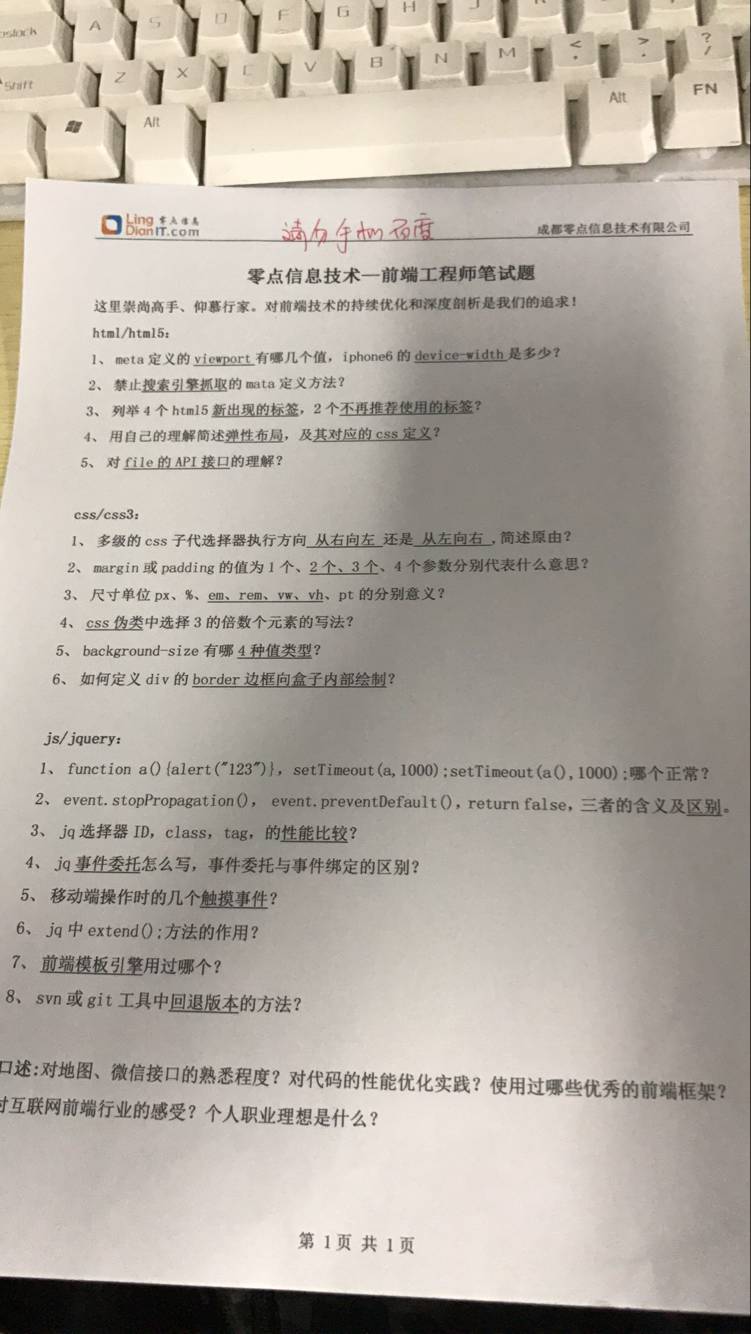 A S D F G H J
Shift Z X C V B N M < , > . ? /
Alt Alt FN
Ling 零点信息
DianIT.com
请勿手机百度
成都零点信息技术有限公司
零点信息技术—前端工程师笔试题
这里崇尚高手、仰慕行家。对前端技术的持续优化和深度剖析是我们的追求！
html/html5:
1、 meta 定义的 viewport 有哪几个值，iphone6 的 device-width 是多少？
2、 禁止搜索引擎抓取的 mata 定义方法？
3、 列举 4 个 html5 新出现的标签，2 个不再推荐使用的标签？
4、 用自己的理解简述弹性布局，及其对应的 css 定义？
5、 对 file 的 API 接口的理解？
css/css3:
1、 多级的 css 子代选择器执行方向 从右向左 还是 从左向右 ,简述原由？
2、 margin 或 padding 的值为 1 个、2 个、3 个、4 个参数分别代表什么意思？
3、 尺寸单位 px、%、em、rem、vw、vh、pt 的分别意义？
4、 css 伪类中选择 3 的倍数个元素的写法？
5、 background-size 有哪 4 种值类型？
6、 如何定义 div 的 border 边框向盒子内部绘制？
js/jquery:
1、 function a(){alert("123")}，setTimeout(a,1000);setTimeout(a(),1000);哪个正常？
2、 event.stopPropagation()， event.preventDefault()，return false，三者的含义及区别。
3、 jq 选择器 ID，class，tag，的性能比较？
4、 jq 事件委托怎么写，事件委托与事件绑定的区别？
5、 移动端操作时的几个触摸事件？
6、 jq 中 extend();方法的作用？
7、 前端模板引擎用过哪个？
8、 svn 或 git 工具中回退版本的方法？
口述:对地图、微信接口的熟悉程度？对代码的性能优化实践？使用过哪些优秀的前端框架？
对互联网前端行业的感受？个人职业理想是什么？
第 1 页 共 1 页